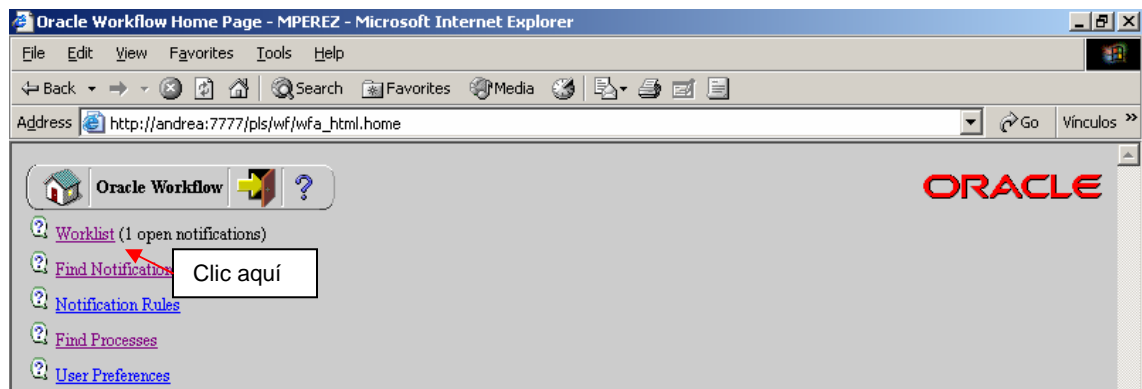 Oracle Workflow Home Page - MPEREZ - Microsoft Internet Explorer
File Edit View Favorites Tools Help
Back Search Favorites Media
Address http://andrea:7777/pls/wf/wfa_html.home Go Vínculos »
Oracle Workflow ? ORACLE
Worklist (1 open notifications)
Clic aquí
Find Notification
Notification Rules
Find Processes
User Preferences